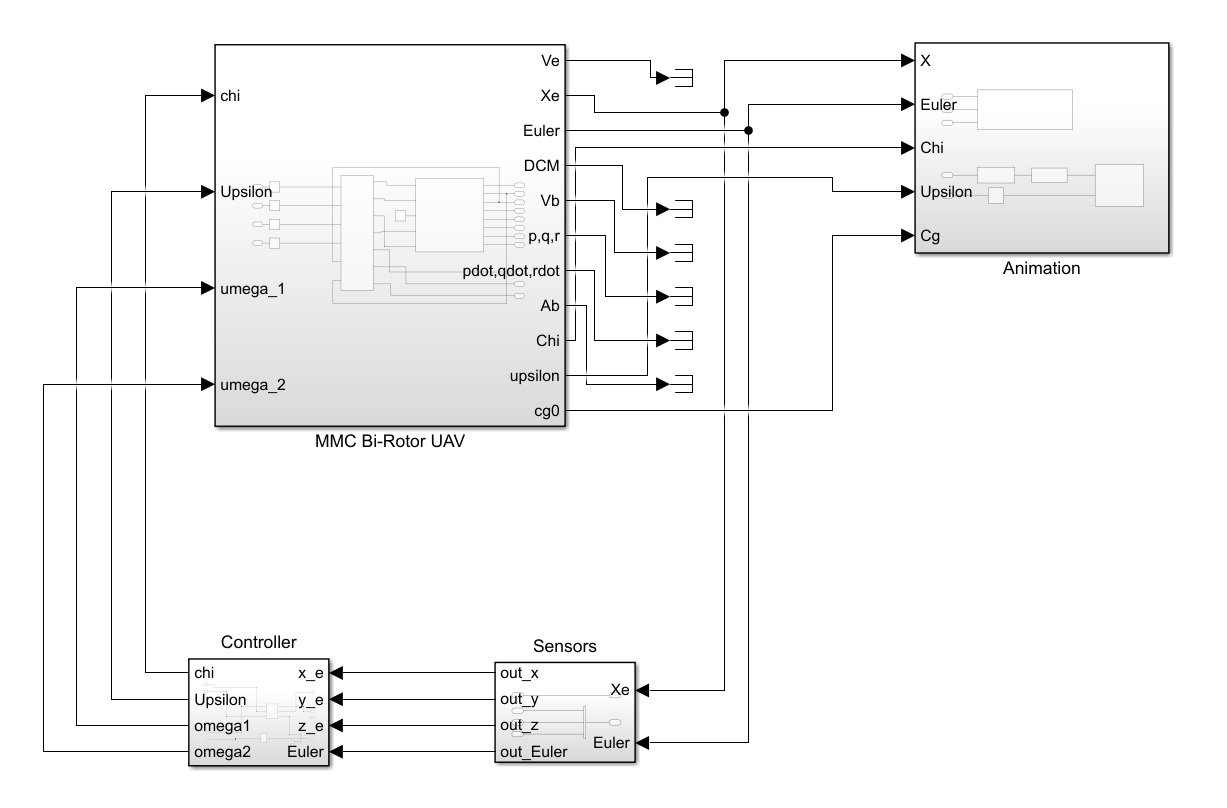 chi
Upsilon
umega_1
umega_2
Ve
Xe
Euler
DCM
Vb
p,q,r
pdot,qdot,rdot
Ab
Chi
upsilon
cg0
MMC Bi-Rotor UAV
X
Euler
Chi
Upsilon
Cg
Animation
Controller
chi
Upsilon
omega1
omega2
x_e
y_e
z_e
Euler
Sensors
out_x
out_y
out_z
out_Euler
Xe
Euler